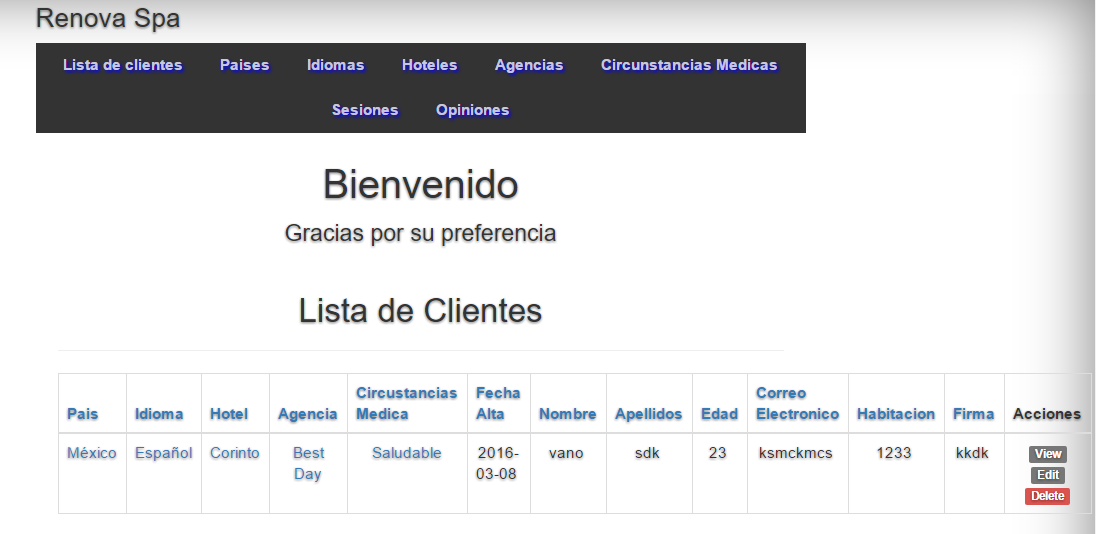 Renova Spa
Lista de clientes Paises Idiomas Hoteles Agencias Circunstancias Medicas
Sesiones Opiniones
Bienvenido
Gracias por su preferencia
Lista de Clientes
Pais Idioma Hotel Agencia Circustancias Medica Fecha Alta Nombre Apellidos Edad Correo Electronico Habitacion Firma Acciones
México Español Corinto Best Day Saludable 2016-03-08 vano sdk 23 ksmckmcs 1233 kkdk View
Edit
Delete